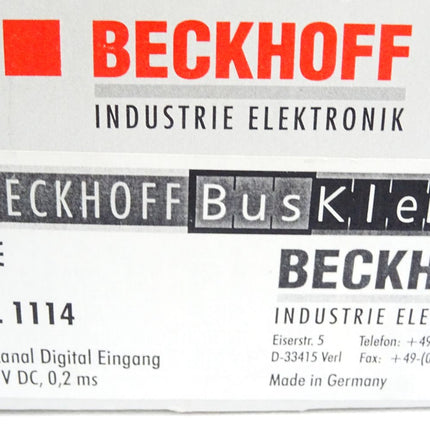 BECKHOFF
INDUSTRIE ELEKTRONIK
ECKHOFF BusKle
BECKH
1114
INDUSTRIE ELE
Eiserstr. 5 Telefon: +49
anal Digital Eingang D-33415 Verl Fax: +49-(0
V DC, 0,2 ms
Made in Germany